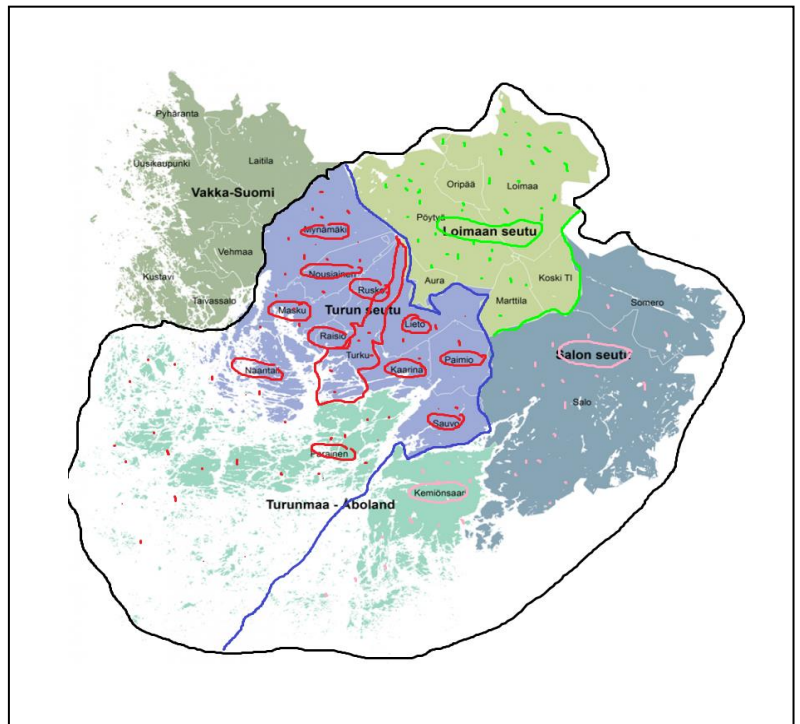 Pyhäranta
Uusikaupunki
Laitila
Vakka-Suomi
Oripää
Loimaa
Pöytyä
Loimaan seutu
Mynämäki
Vehmaa
Kustavi
Nousiainen
Aura
Koski Tl
Taivassalo
Rusko
Marttila
Somero
Masku
Turun seutu
Lieto
Raisio
Turku
Paimio
Salon seutu
Naantali
Kaarina
Salo
Sauvo
Parainen
Kemiönsaari
Turunmaa - Åboland